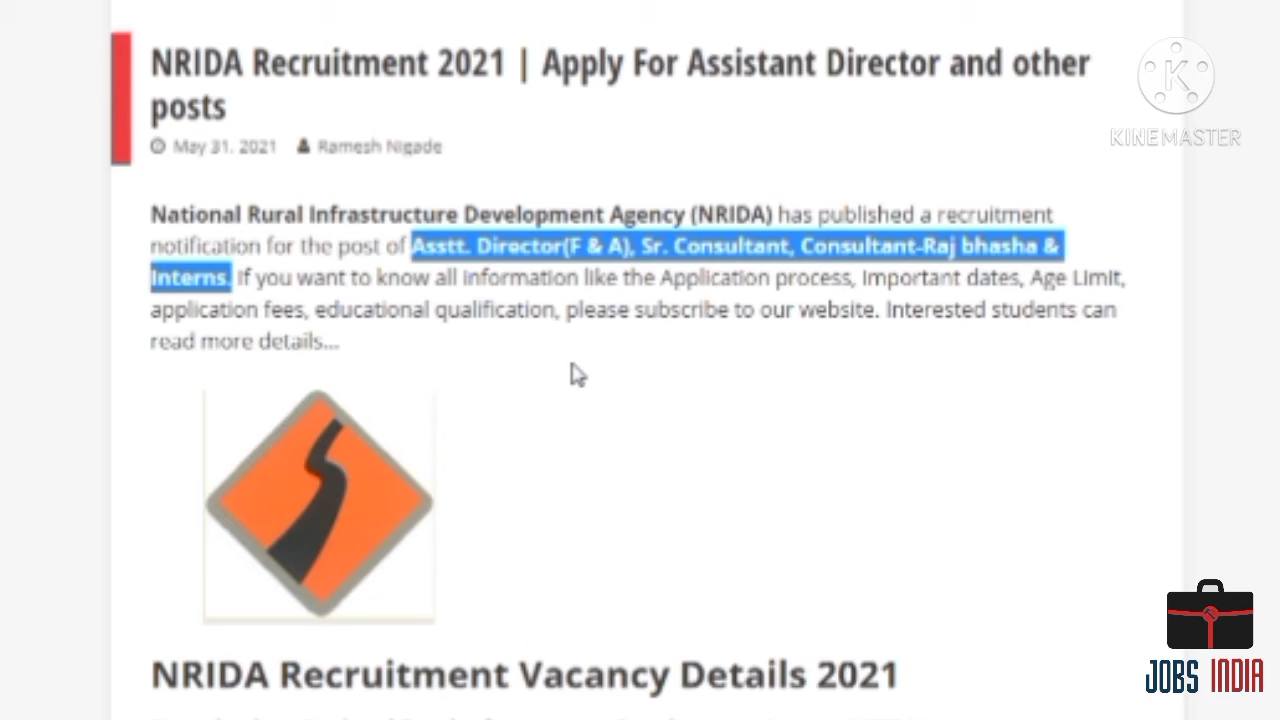 NRIDA Recruitment 2021 | Apply For Assistant Director and other
posts
May 31, 2021 Ramesh Nigade
K
KINEMASTER
National Rural Infrastructure Development Agency (NRIDA) has published a recruitment
notification for the post of Asstt. Director(F & A), Sr. Consultant, Consultant-Raj bhasha &
Interns. If you want to know all information like the Application process, Important dates, Age Limit,
application fees, educational qualification, please subscribe to our website. Interested students can
read more details...
NRIDA Recruitment Vacancy Details 2021
JOBS INDIA